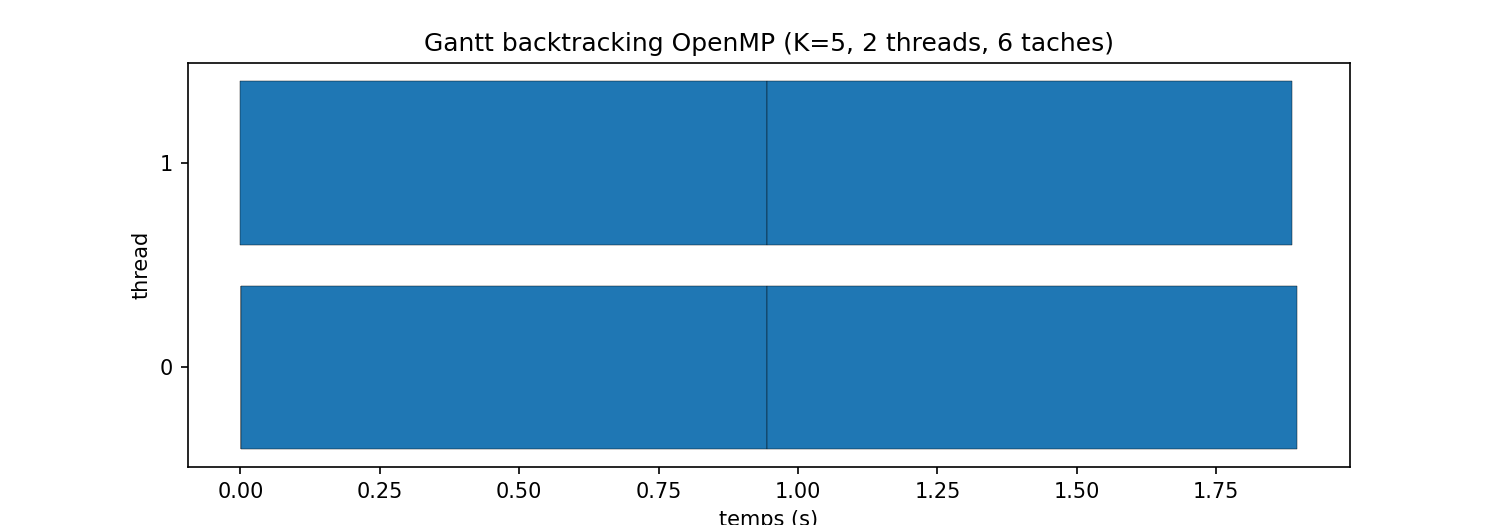 Gantt backtracking OpenMP (K=5, 2 threads, 6 taches)
1
thread
0
0.00 0.25 0.50 0.75 1.00 1.25 1.50 1.75
temps (s)